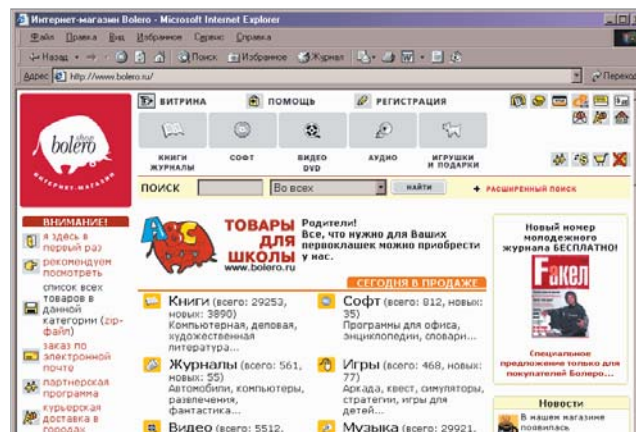 Интернет-магазин Bolero - Microsoft Internet Explorer
Файл Правка Вид Избранное Сервис Справка
Назад Поиск Избранное Журнал
Адрес http://www.bolero.ru/ Переход
shop
bolero
ИНТЕРНЕТ-МАГАЗИН
ВИТРИНА ПОМОЩЬ РЕГИСТРАЦИЯ
КНИГИ ЖУРНАЛЫ
СОФТ
ВИДЕО DVD
АУДИО
ИГРУШКИ И ПОДАРКИ
ПОИСК Во всех НАЙТИ РАСШИРЕННЫЙ ПОИСК
ВНИМАНИЕ!
я здесь в
первый раз
рекомендуем
посмотреть
список всех
товаров в
данной
категории (zip-
файл)
заказ по
электронной
почте
партнерская
программа
курьерская
доставка в
городах
ABC
ТОВАРЫ
ДЛЯ
ШКОЛЫ
www.bolero.ru
Родители!
Все, что нужно для Ваших
первоклашек можно приобрести
у нас.
СЕГОДНЯ В ПРОДАЖЕ
Книги (всего: 29253,
новых: 3890)
Компьютерная, деловая,
художественная
литература...
Софт (всего: 812, новых:
35)
Программы для офиса,
энциклопедии, словари...
Журналы (всего: 561,
новых: 55)
Автомобили, компьютеры,
развлечения,
фантастика...
Игры (всего: 468, новых:
77)
Аркада, квест, симуляторы,
стратегии, игры для
детей...
Видео (всего: 5512,
Музыка (всего: 29921,
Новый номер
молодежного
журнала БЕСПЛАТНО!
Факел
Специальное
предложение только для
покупателей Болеро...
Новости
В нашем магазине
появилась